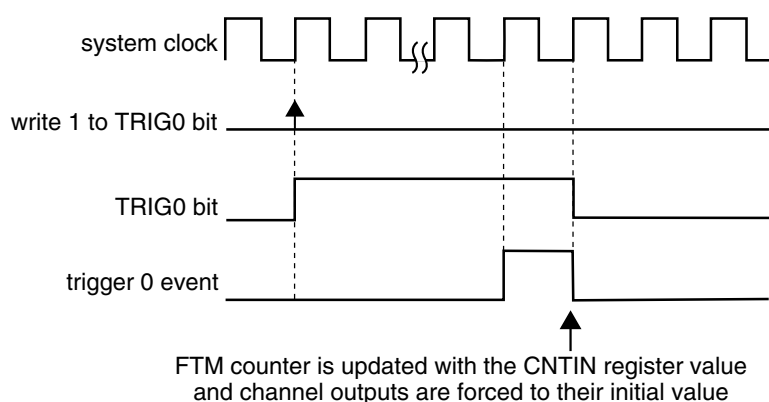 system clock
write 1 to TRIG0 bit
TRIG0 bit
trigger 0 event
FTM counter is updated with the CNTIN register value
and channel outputs are forced to their initial value